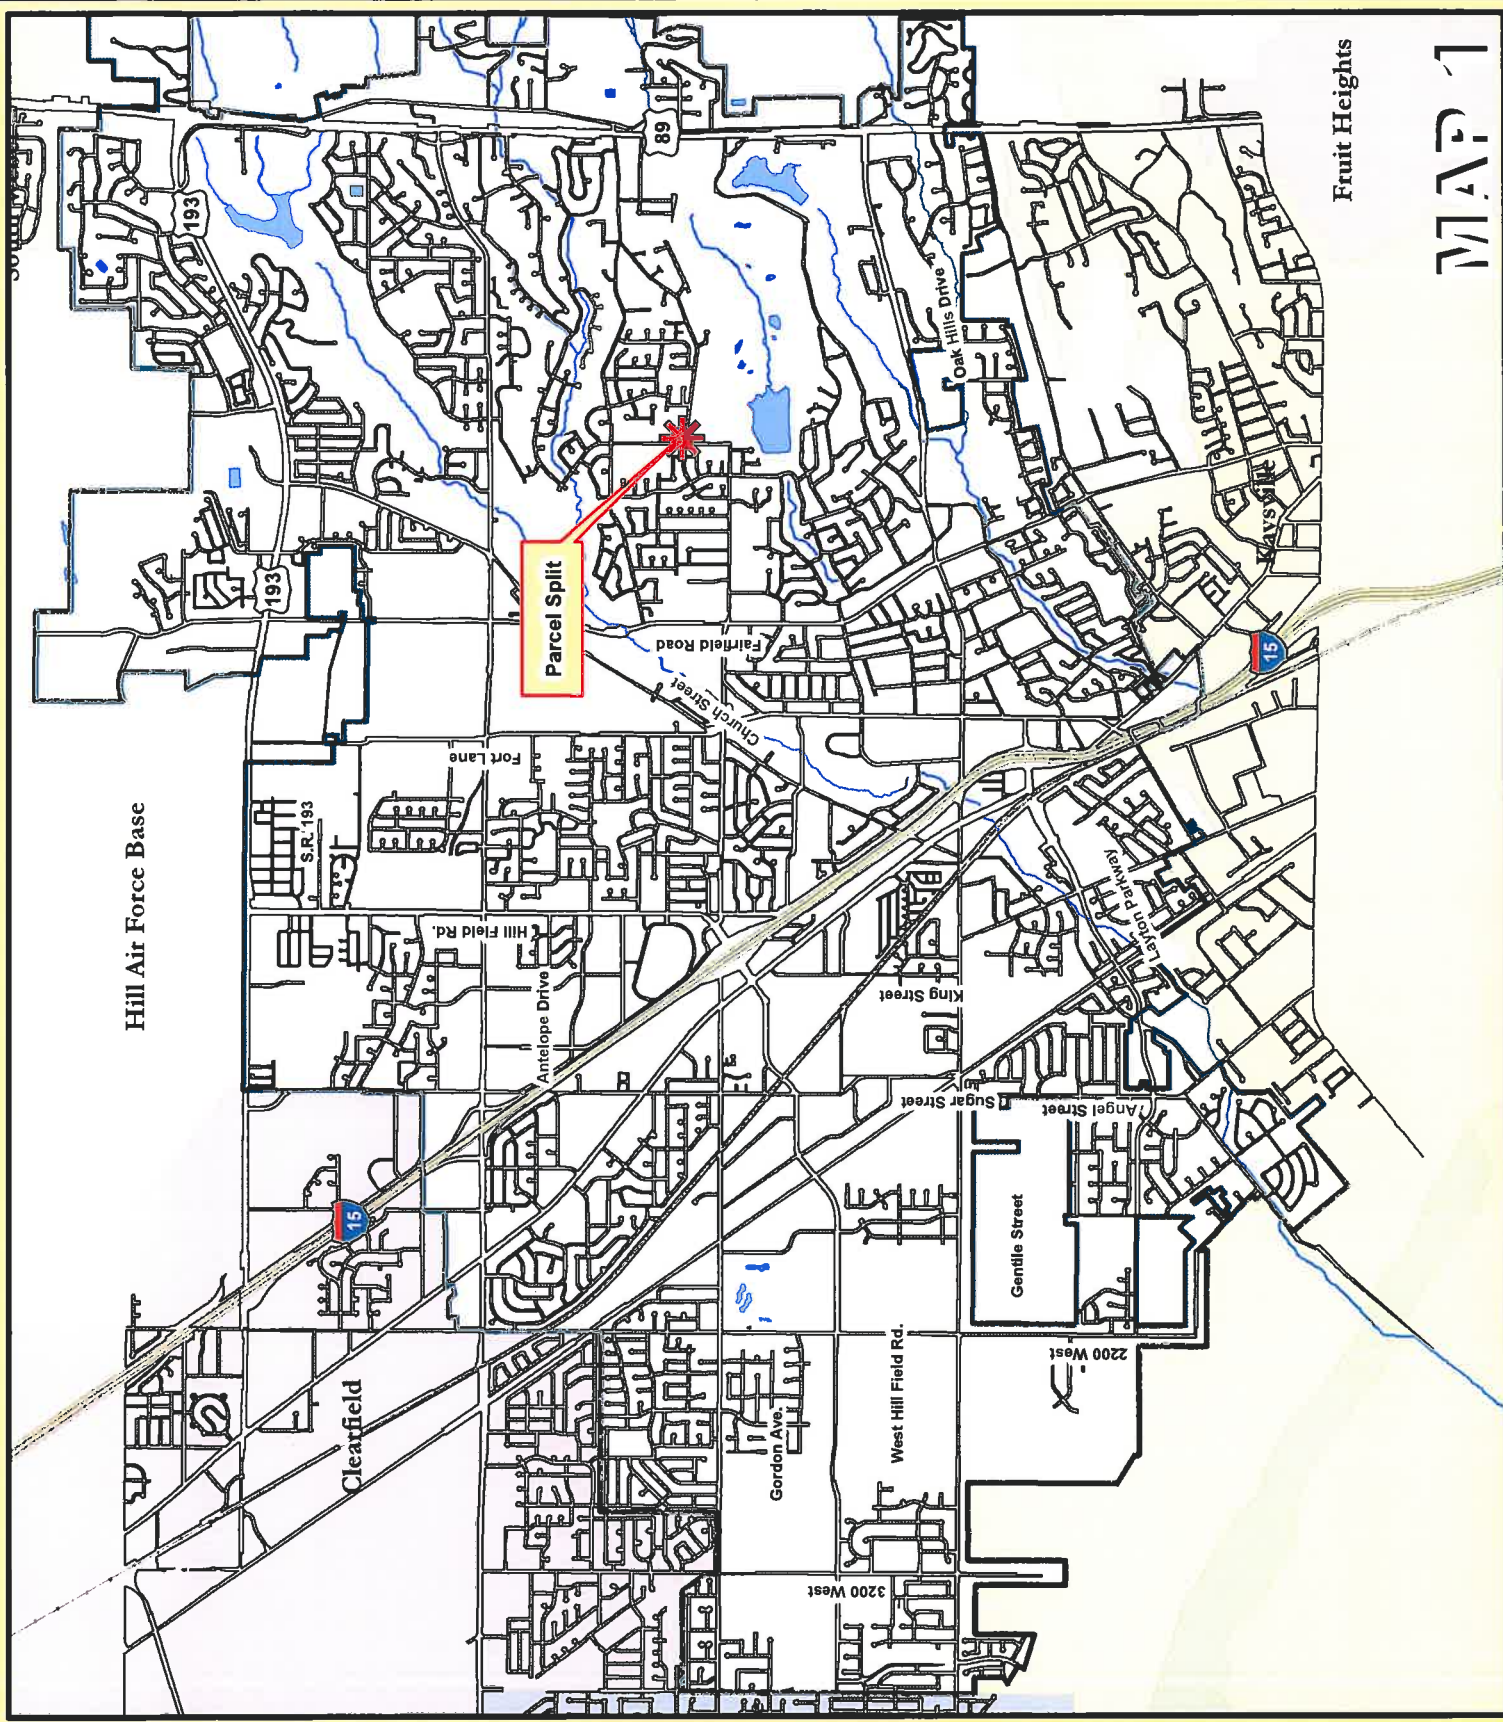 MAP 1
South Weber
Hill Air Force Base
Clearfield
Kaysville
Fruit Heights
Parcel Split
193
193
89
15
15
S.R. 193
Fort Lane
Hill Field Rd.
Antelope Drive
Church Street
Fairfield Road
Oak Hills Drive
King Street
Sugar Street
Angel Street
Layton Parkway
Gentile Street
2200 West
West Hill Field Rd.
Gordon Ave.
3200 West